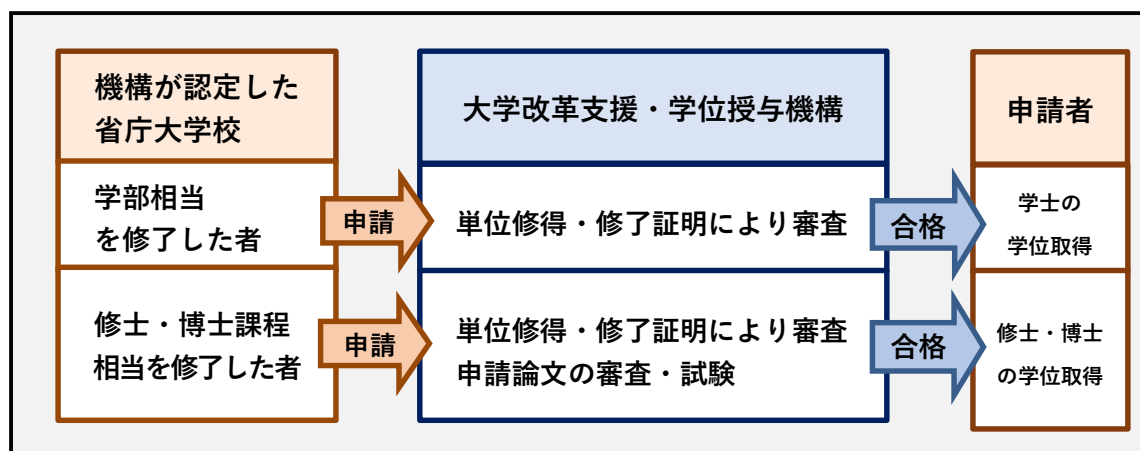 機構が認定した
省庁大学校
大学改革支援・学位授与機構
申請者
学部相当
を修了した者
申請
単位修得・修了証明により審査
合格
学士の
学位取得
修士・博士課程
相当を修了した者
申請
単位修得・修了証明により審査
申請論文の審査・試験
合格
修士・博士
の学位取得